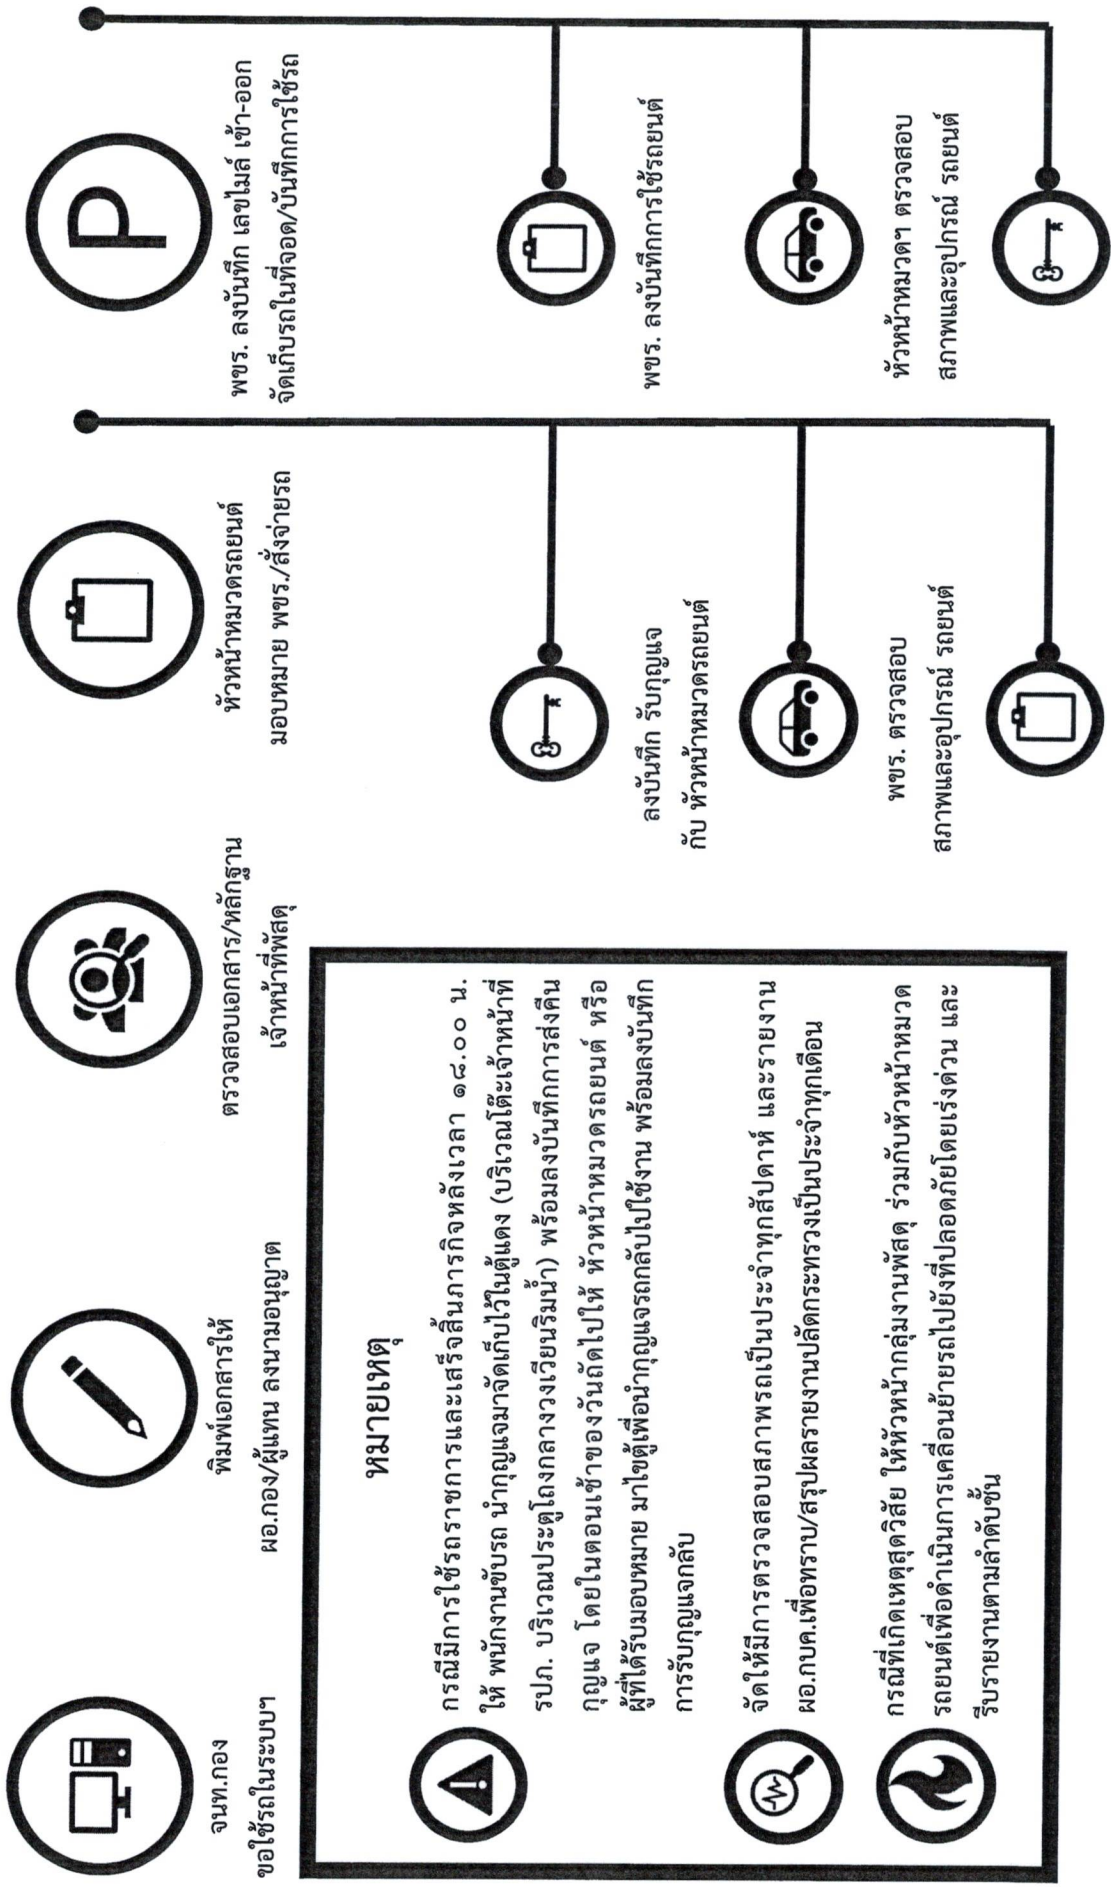 จนท.กอง
ขอใช้รถในระบบฯ
พิมพ์เอกสารให้
ผอ.กอง/ผู้แทน ลงนามอนุญาต
ตรวจสอบเอกสาร/หลักฐาน
เจ้าหน้าที่พัสดุ
หัวหน้าหมวดรถยนต์
มอบหมาย พขร./สั่งจ่ายรถ
P
พขร. ลงบันทึก เลขไมล์ เข้า-ออก
จัดเก็บรถในที่จอด/บันทึกการใช้รถ
ลงบันทึก รับกุญแจ
กับ หัวหน้าหมวดรถยนต์
พขร. ตรวจสอบ
สภาพและอุปกรณ์ รถยนต์
พขร. ลงบันทึกการใช้รถยนต์
หัวหน้าหมวดฯ ตรวจสอบ
สภาพและอุปกรณ์ รถยนต์
หมายเหตุ
กรณีมีการใช้รถราชการและเสร็จสิ้นภารกิจหลังเวลา ๑๘.๐๐ น.
ให้ พนักงานขับรถ นำกุญแจมาจัดเก็บไว้ในตู้แดง (บริเวณโต๊ะเจ้าหน้าที่
รปภ. บริเวณประตูโถงกลางวงเวียนริมน้ำ) พร้อมลงบันทึกการส่งคืน
กุญแจ โดยในตอนเช้าของวันถัดไปให้ หัวหน้าหมวดรถยนต์ หรือ
ผู้ที่ได้รับมอบหมาย มาไขตู้เพื่อนำกุญแจรถกลับไปใช้งาน พร้อมลงบันทึก
การรับกุญแจกลับ
จัดให้มีการตรวจสอบสภาพรถเป็นประจำทุกสัปดาห์ และรายงาน
ผอ.กบค.เพื่อทราบ/สรุปผลรายงานปลัดกระทรวงเป็นประจำทุกเดือน
กรณีที่เกิดเหตุสุดวิสัย ให้หัวหน้ากลุ่มงานพัสดุ ร่วมกับหัวหน้าหมวด
รถยนต์เพื่อดำเนินการเคลื่อนย้ายรถไปยังที่ปลอดภัยโดยเร่งด่วน และ
รีบรายงานตามลำดับชั้น